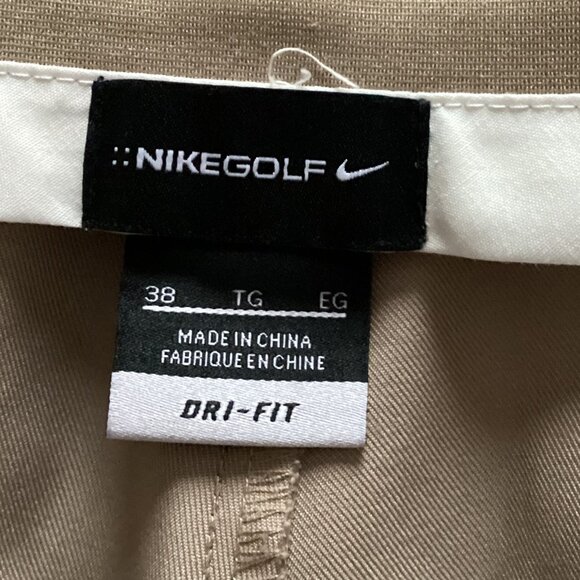 ::NIKEGOLF
38 TG EG
MADE IN CHINA
FABRIQUE EN CHINE
DRI-FIT